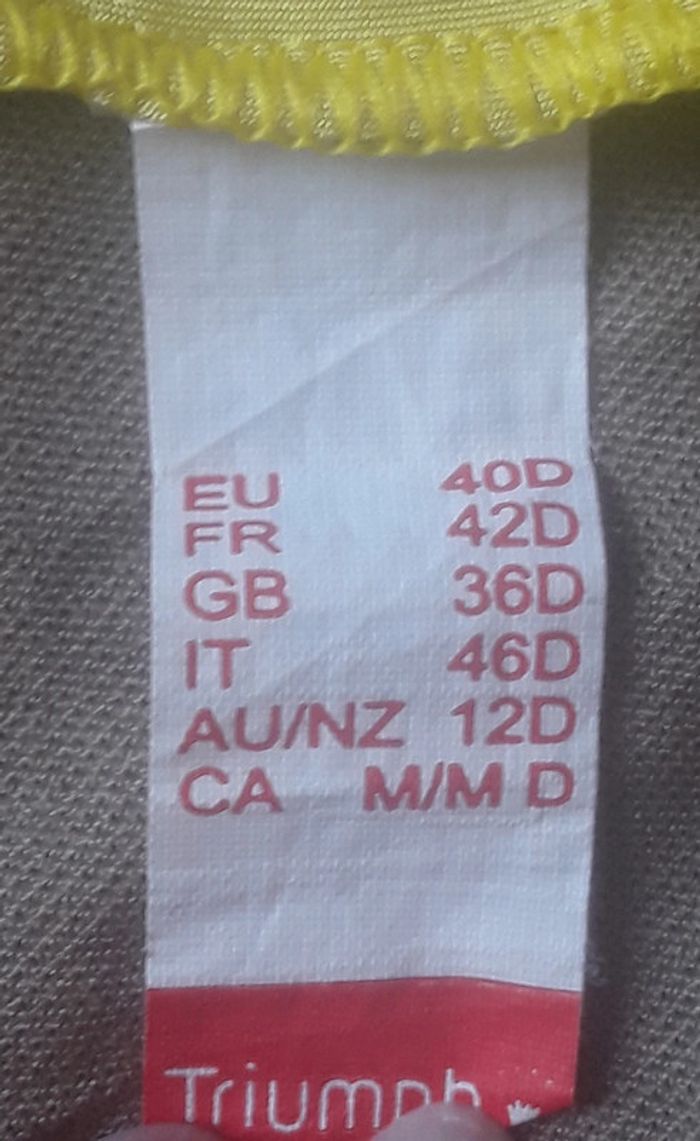 EU 40D
FR 42D
GB 36D
IT 46D
AU/NZ 12D
CA M/M D
Triumph